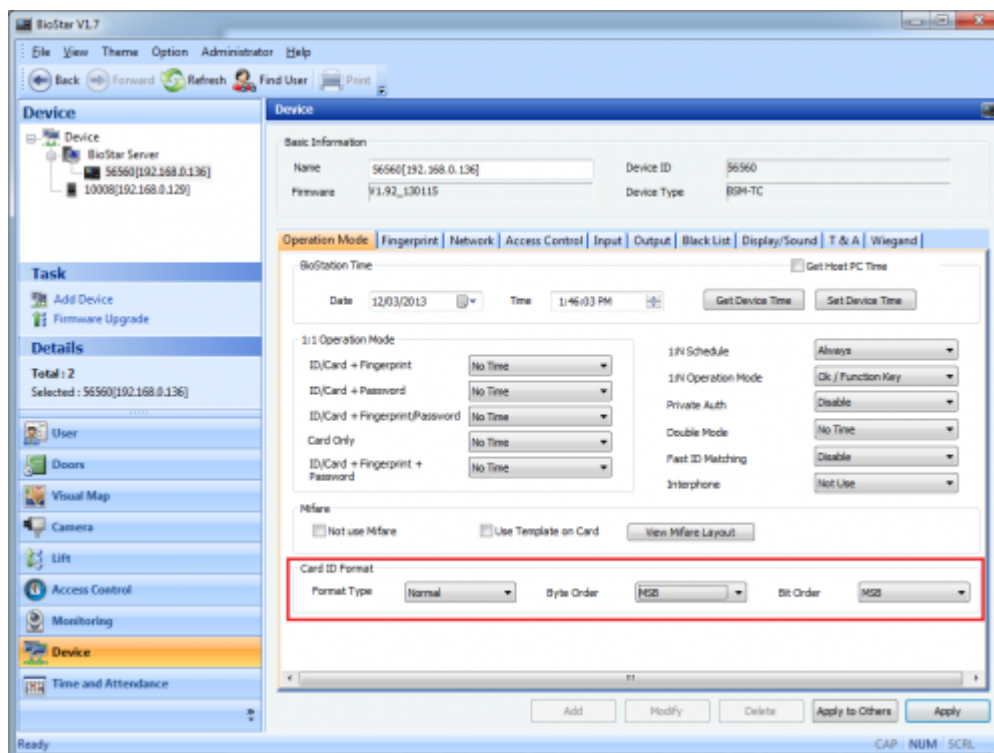 BioStar V1.7
File View Theme Option Administrator Help
Back Forward Refresh Find User Print
Device
Device
BioStar Server
56560[192.168.0.136]
10008[192.168.0.129]
Task
Add Device
Firmware Upgrade
Details
Total : 2
Selected : 56560[192.168.0.136]
User
Doors
Visual Map
Camera
Lift
Access Control
Monitoring
Device
Time and Attendance
Device
Basic Information
Name 56560[192.168.0.136] Device ID 56560
Firmware V1.92_130115 Device Type BSM-TC
Operation Mode Fingerprint Network Access Control Input Output Black List Display/Sound T & A Wiegand
BioStation Time Get Host PC Time
Date 12/03/2013 Time 1:46:03 PM Get Device Time Set Device Time
1:1 Operation Mode
ID/Card + Fingerprint No Time
ID/Card + Password No Time
ID/Card + Fingerprint/Password No Time
Card Only No Time
ID/Card + Fingerprint + Password No Time
1:N Schedule Always
1:N Operation Mode Ok / Function Key
Private Auth Disable
Double Mode No Time
Fast ID Matching Disable
Interphone Not Use
Mifare
Not use Mifare Use Template on Card View Mifare Layout
Card ID Format
Format Type Normal Byte Order MSB Bit Order MSB
Add Modify Delete Apply to Others Apply
Ready CAP NUM SCRL